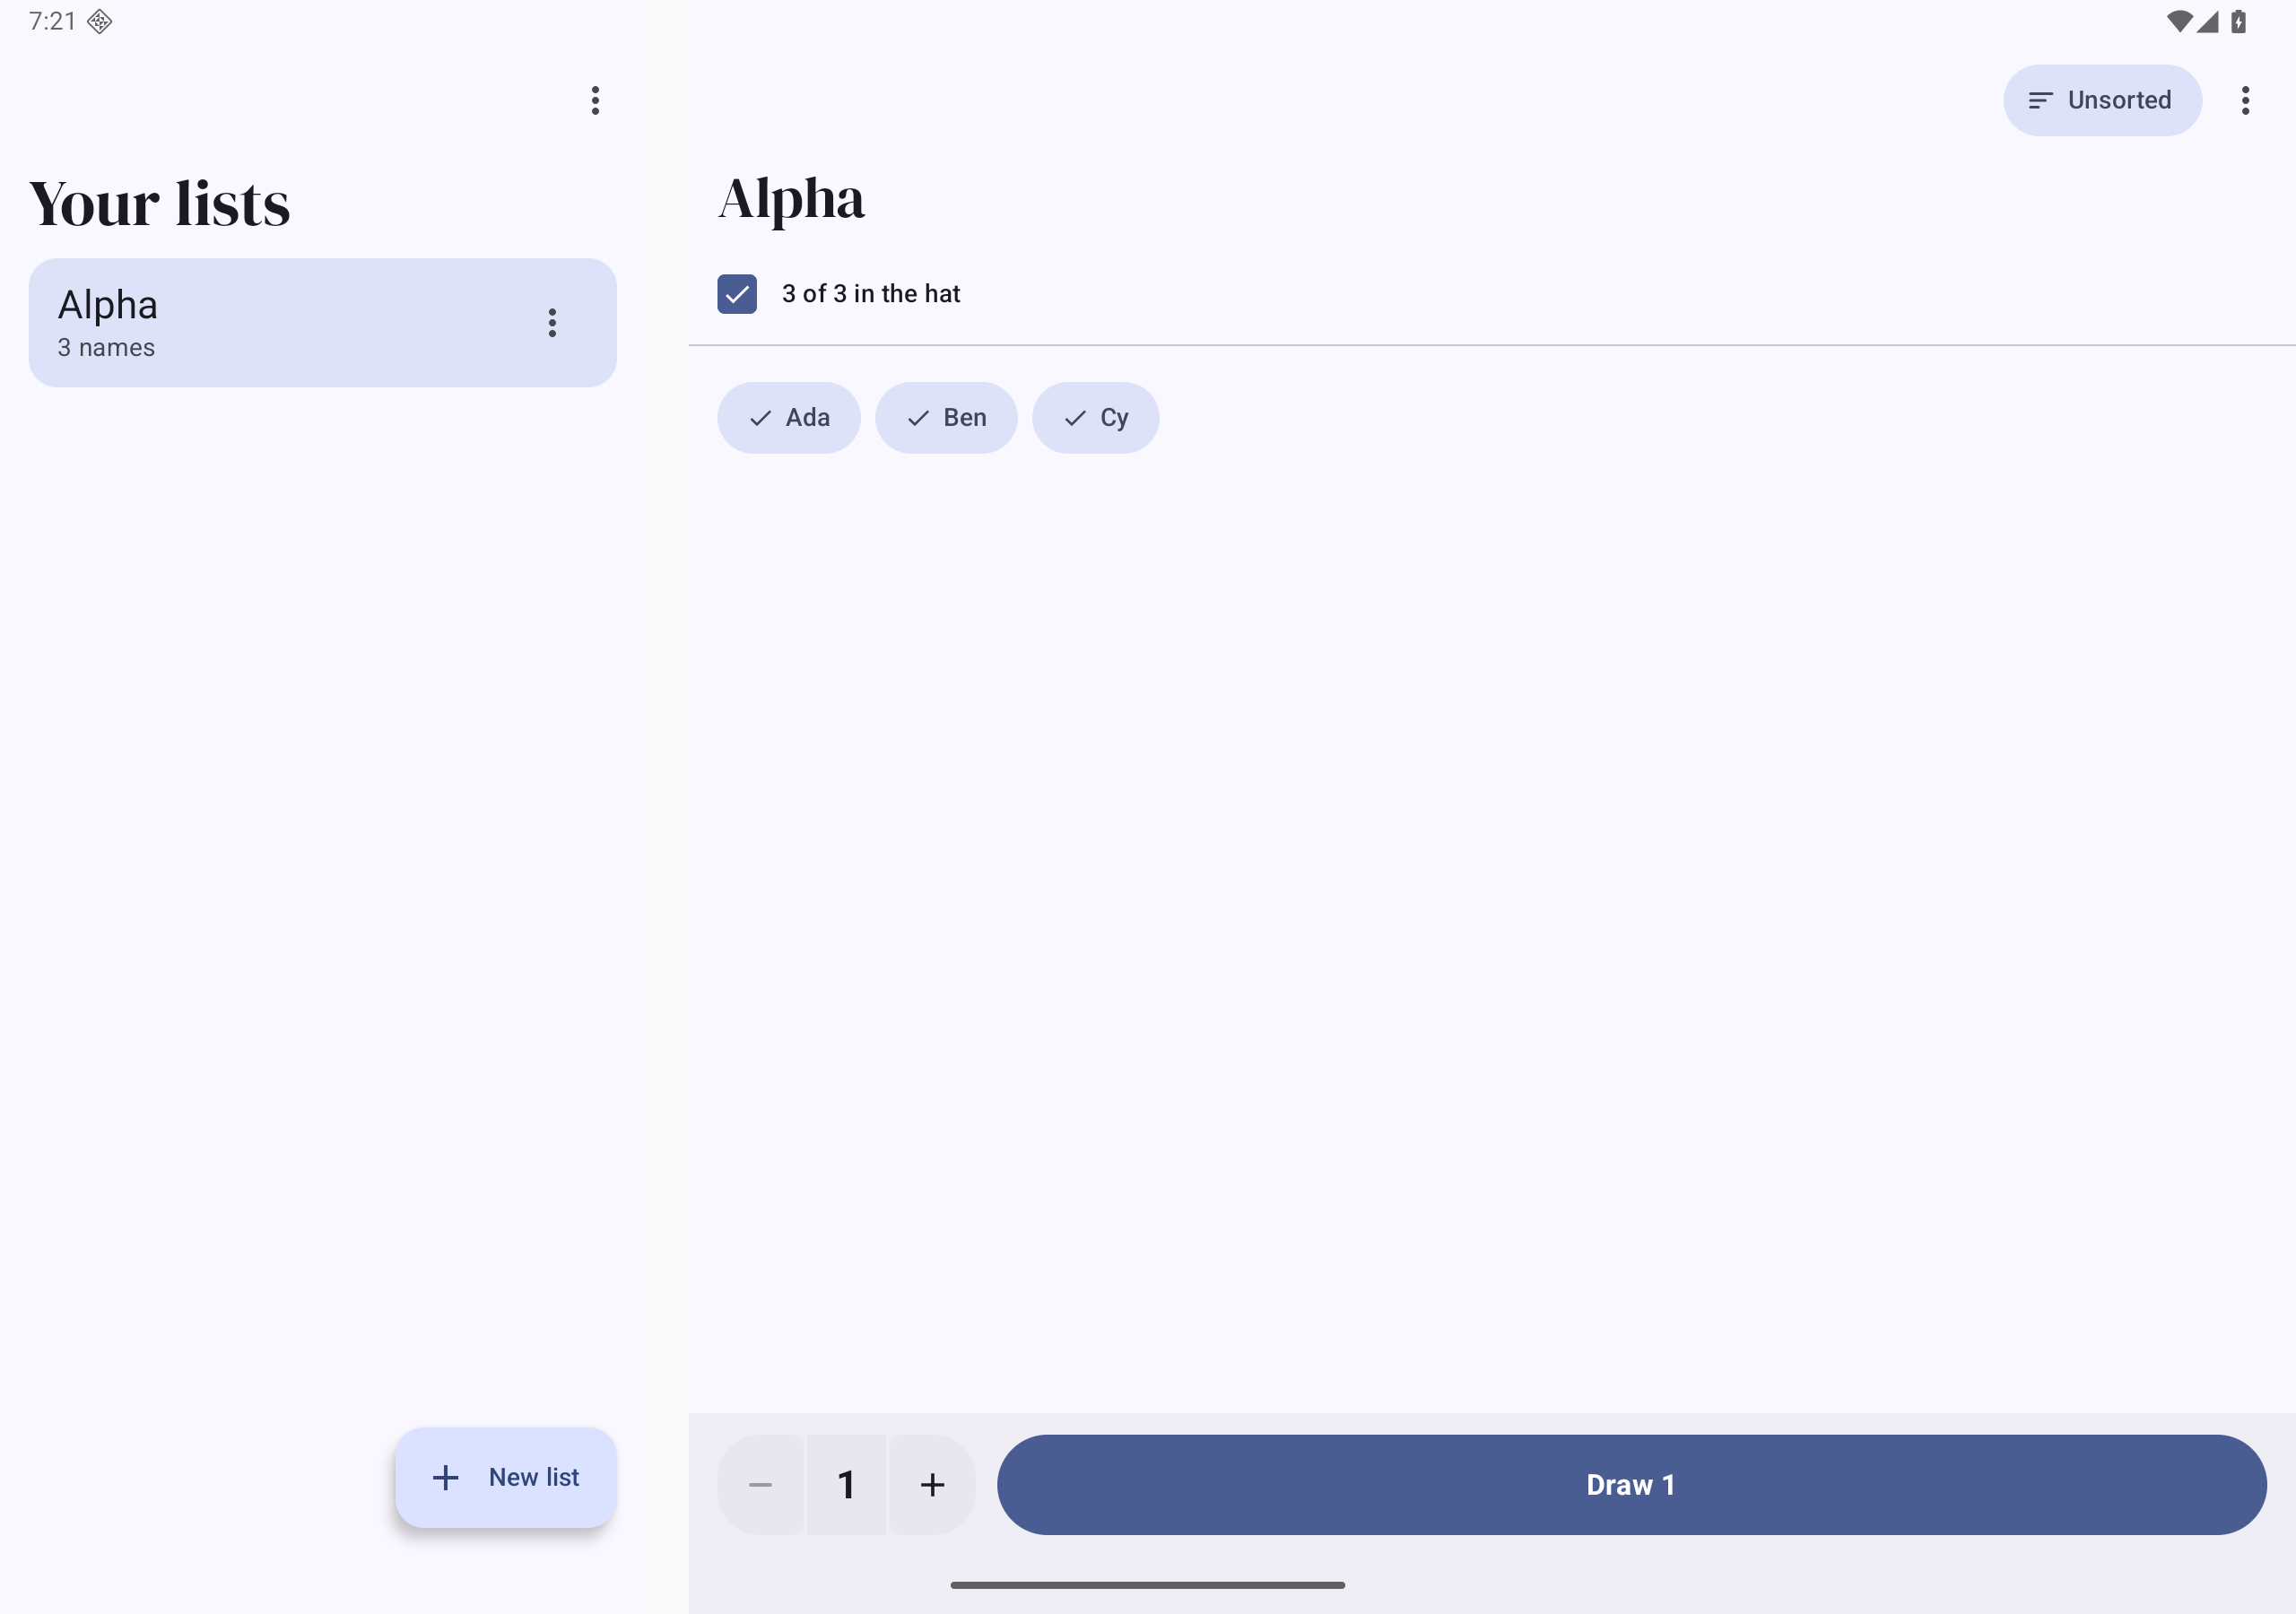 7:21
Unsorted
Your lists
Alpha
3 names
New list
Alpha
3 of 3 in the hat
Ada
Ben
Cy
1
Draw 1